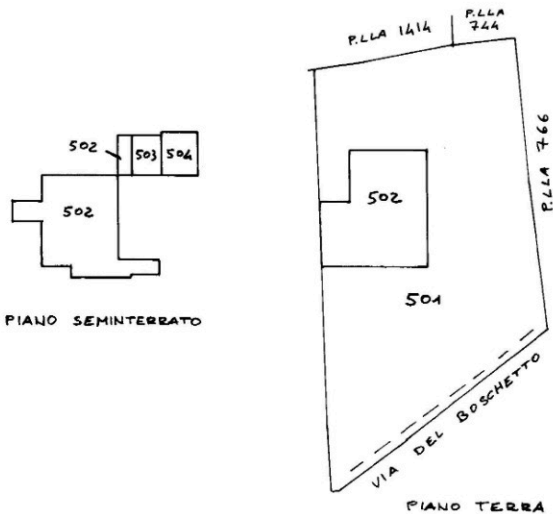 P.LLA 1414
P.LLA
744
P.LLA 766
502
503
504
502
502
501
PIANO SEMINTERRATO
VIA DEL BOSCHETTO
PIANO TERRA